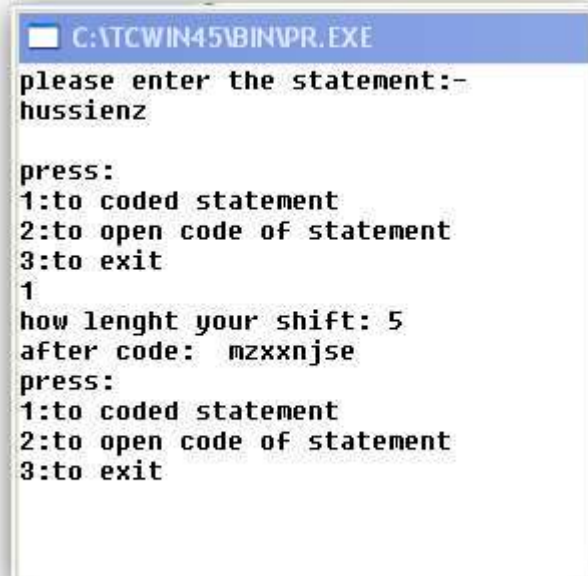 C:\TCWIN45\BIN\PR.EXE
please enter the statement:-
hussienz
press:
1:to coded statement
2:to open code of statement
3:to exit
1
how lenght your shift: 5
after code:  mzxxnjse
press:
1:to coded statement
2:to open code of statement
3:to exit